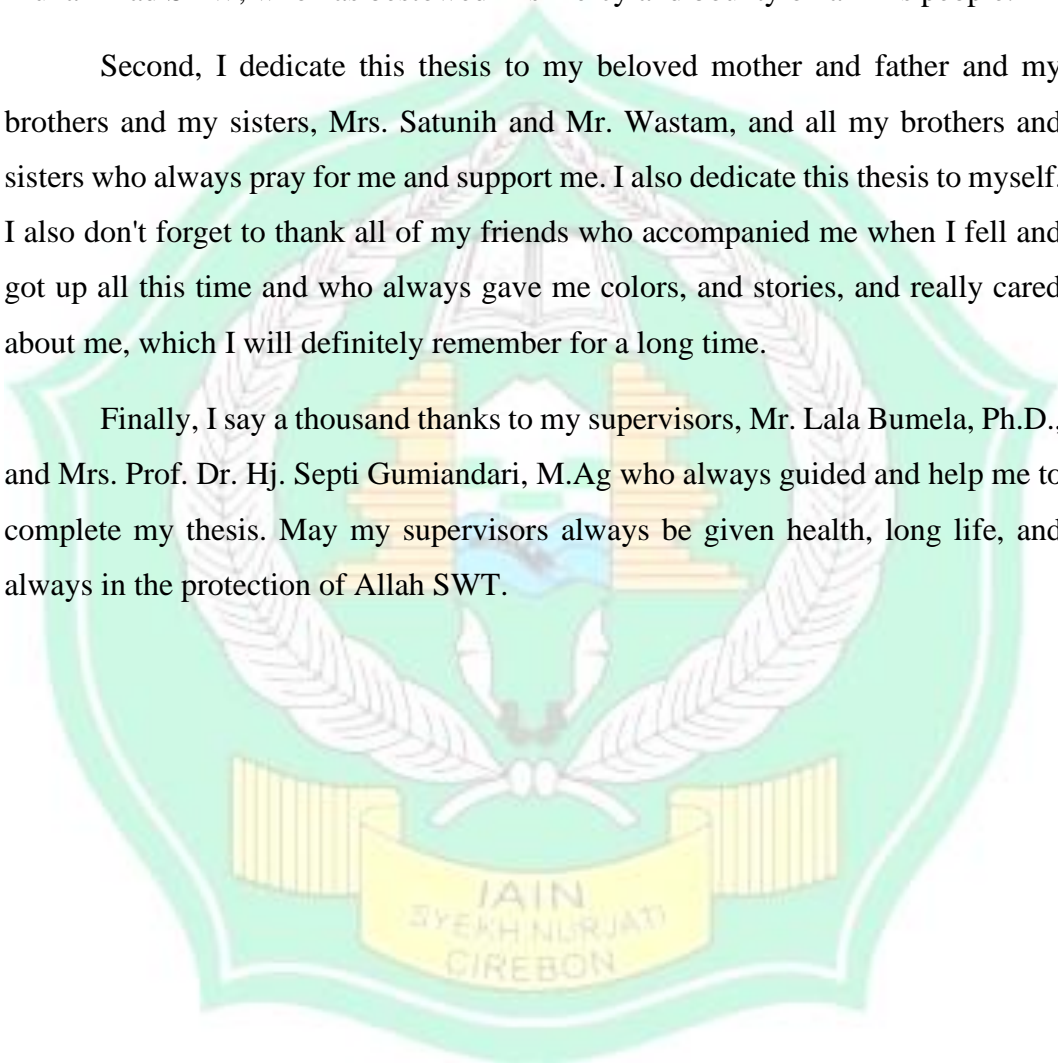 Second, I dedicate this thesis to my beloved mother and father and my
brothers and my sisters, Mrs. Satunih and Mr. Wastam, and all my brothers and
sisters who always pray for me and support me. I also dedicate this thesis to myself.
I also don't forget to thank all of my friends who accompanied me when I fell and
got up all this time and who always gave me colors, and stories, and really cared
about me, which I will definitely remember for a long time.
Finally, I say a thousand thanks to my supervisors, Mr. Lala Bumela, Ph.D.,
and Mrs. Prof. Dr. Hj. Septi Gumiandari, M.Ag who always guided and help me to
complete my thesis. May my supervisors always be given health, long life, and
always in the protection of Allah SWT.
IAIN
SYEKH NURJATI
CIREBON